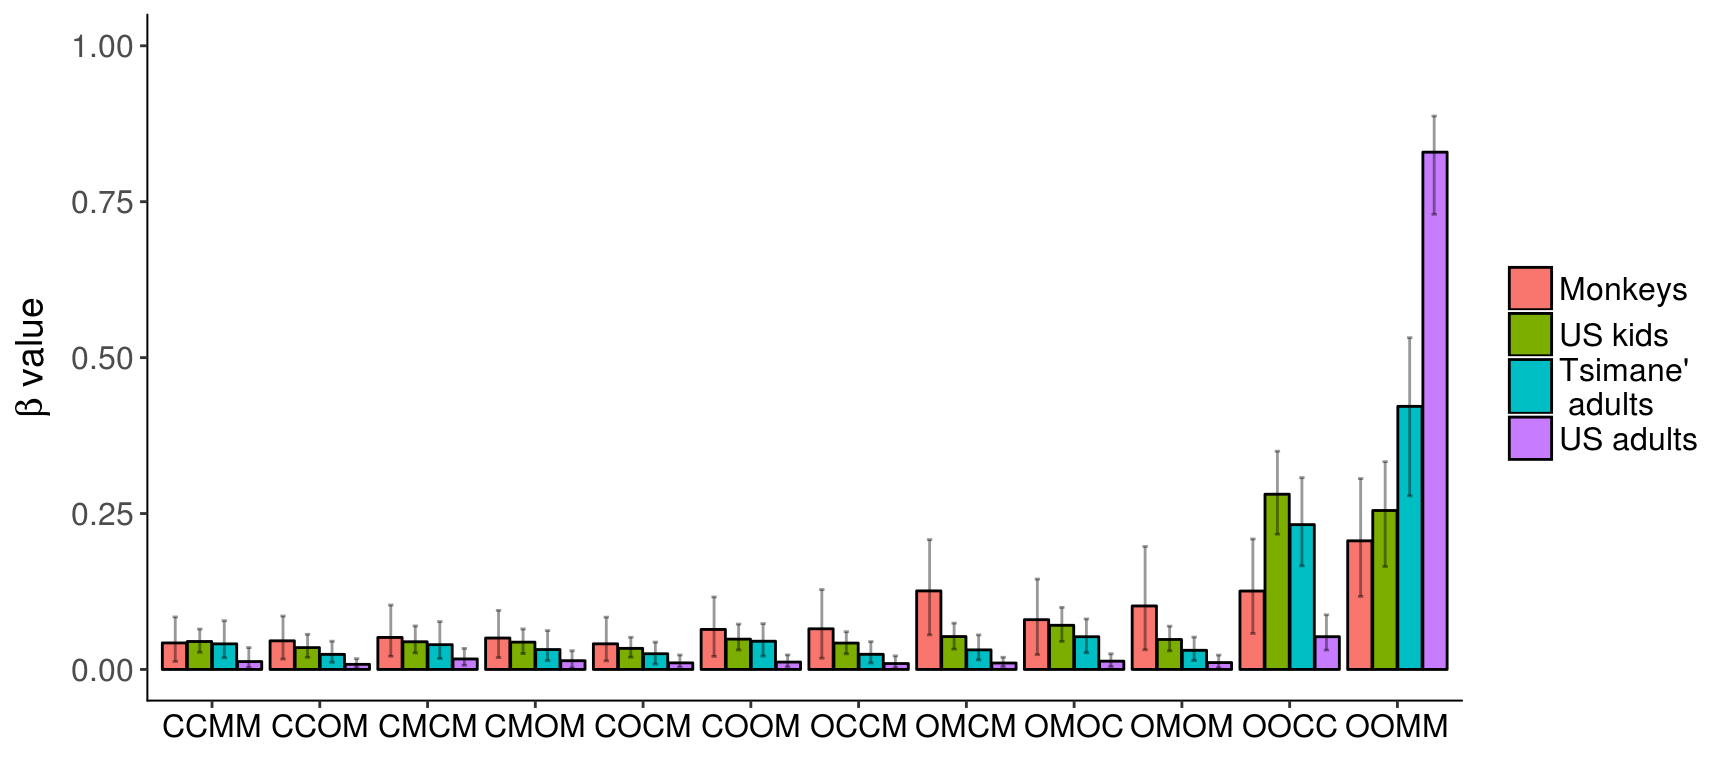 1.00
0.75
0.50
0.25
0.00
β value
CCMM CCOM CMCM CMOM COCM COOM OCCM OMCM OMOC OMOM OOCC OOMM
Monkeys
US kids
Tsimane'
adults
US adults